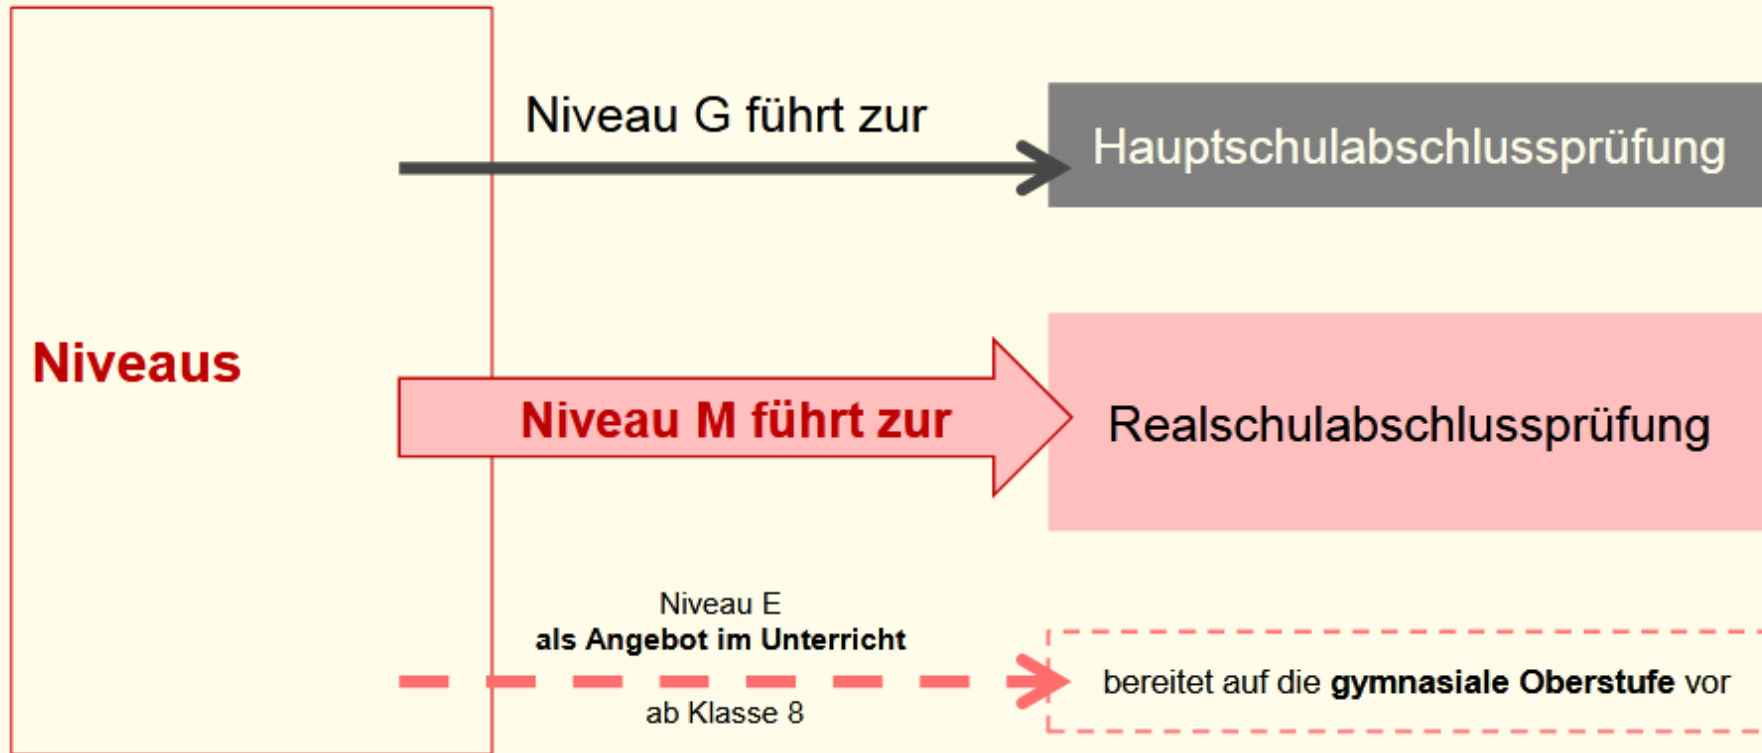 Niveau G führt zur
Hauptschulabschlussprüfung
Niveaus
Niveau M führt zur
Realschulabschlussprüfung
Niveau E
als Angebot im Unterricht
ab Klasse 8
bereitet auf die gymnasiale Oberstufe vor